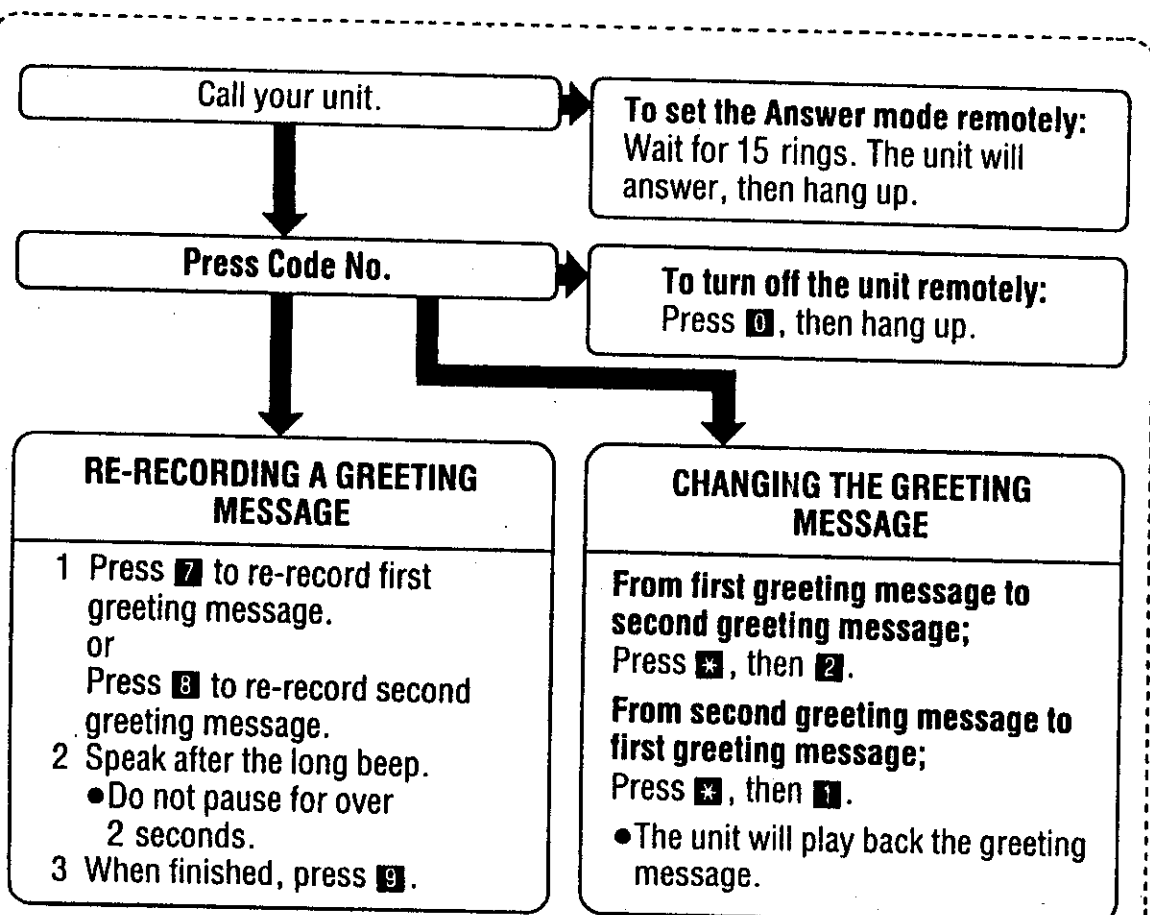 Call your unit.
To set the Answer mode remotely:
Wait for 15 rings. The unit will
answer, then hang up.
Press Code No.
To turn off the unit remotely:
Press 0, then hang up.
RE-RECORDING A GREETING
MESSAGE
1 Press 7 to re-record first
greeting message.
or
Press 8 to re-record second
greeting message.
2 Speak after the long beep.
●Do not pause for over
2 seconds.
3 When finished, press 9.
CHANGING THE GREETING
MESSAGE
From first greeting message to
second greeting message;
Press *, then 2.
From second greeting message to
first greeting message;
Press *, then 1.
●The unit will play back the greeting
message.